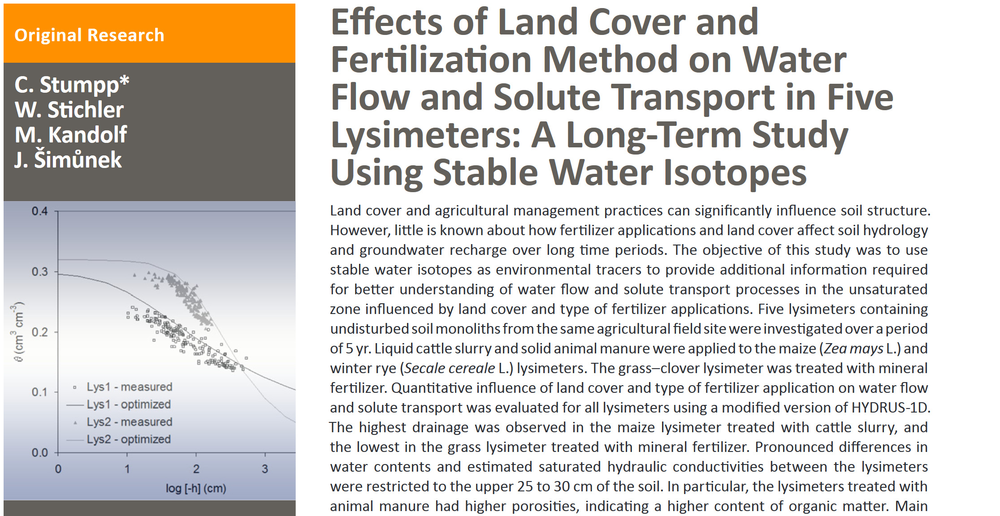 Original Research
C. Stumpp*
W. Stichler
M. Kandolf
J. Šimůnek
0.4
0.3
0.2
0.1
0.0
θ (cm³ cm⁻³)
Lys1 - measured
Lys1 - optimized
Lys2 - measured
Lys2 - optimized
0 1 2 3
log [-h] (cm)
Effects of Land Cover and
Fertilization Method on Water
Flow and Solute Transport in Five
Lysimeters: A Long-Term Study
Using Stable Water Isotopes
Land cover and agricultural management practices can significantly influence soil structure.
However, little is known about how fertilizer applications and land cover affect soil hydrology
and groundwater recharge over long time periods. The objective of this study was to use
stable water isotopes as environmental tracers to provide additional information required
for better understanding of water flow and solute transport processes in the unsaturated
zone influenced by land cover and type of fertilizer applications. Five lysimeters containing
undisturbed soil monoliths from the same agricultural field site were investigated over a period
of 5 yr. Liquid cattle slurry and solid animal manure were applied to the maize (Zea mays L.) and
winter rye (Secale cereale L.) lysimeters. The grass–clover lysimeter was treated with mineral
fertilizer. Quantitative influence of land cover and type of fertilizer application on water flow
and solute transport was evaluated for all lysimeters using a modified version of HYDRUS-1D.
The highest drainage was observed in the maize lysimeter treated with cattle slurry, and
the lowest in the grass lysimeter treated with mineral fertilizer. Pronounced differences in
water contents and estimated saturated hydraulic conductivities between the lysimeters
were restricted to the upper 25 to 30 cm of the soil. In particular, the lysimeters treated with
animal manure had higher porosities, indicating a higher content of organic matter. Main